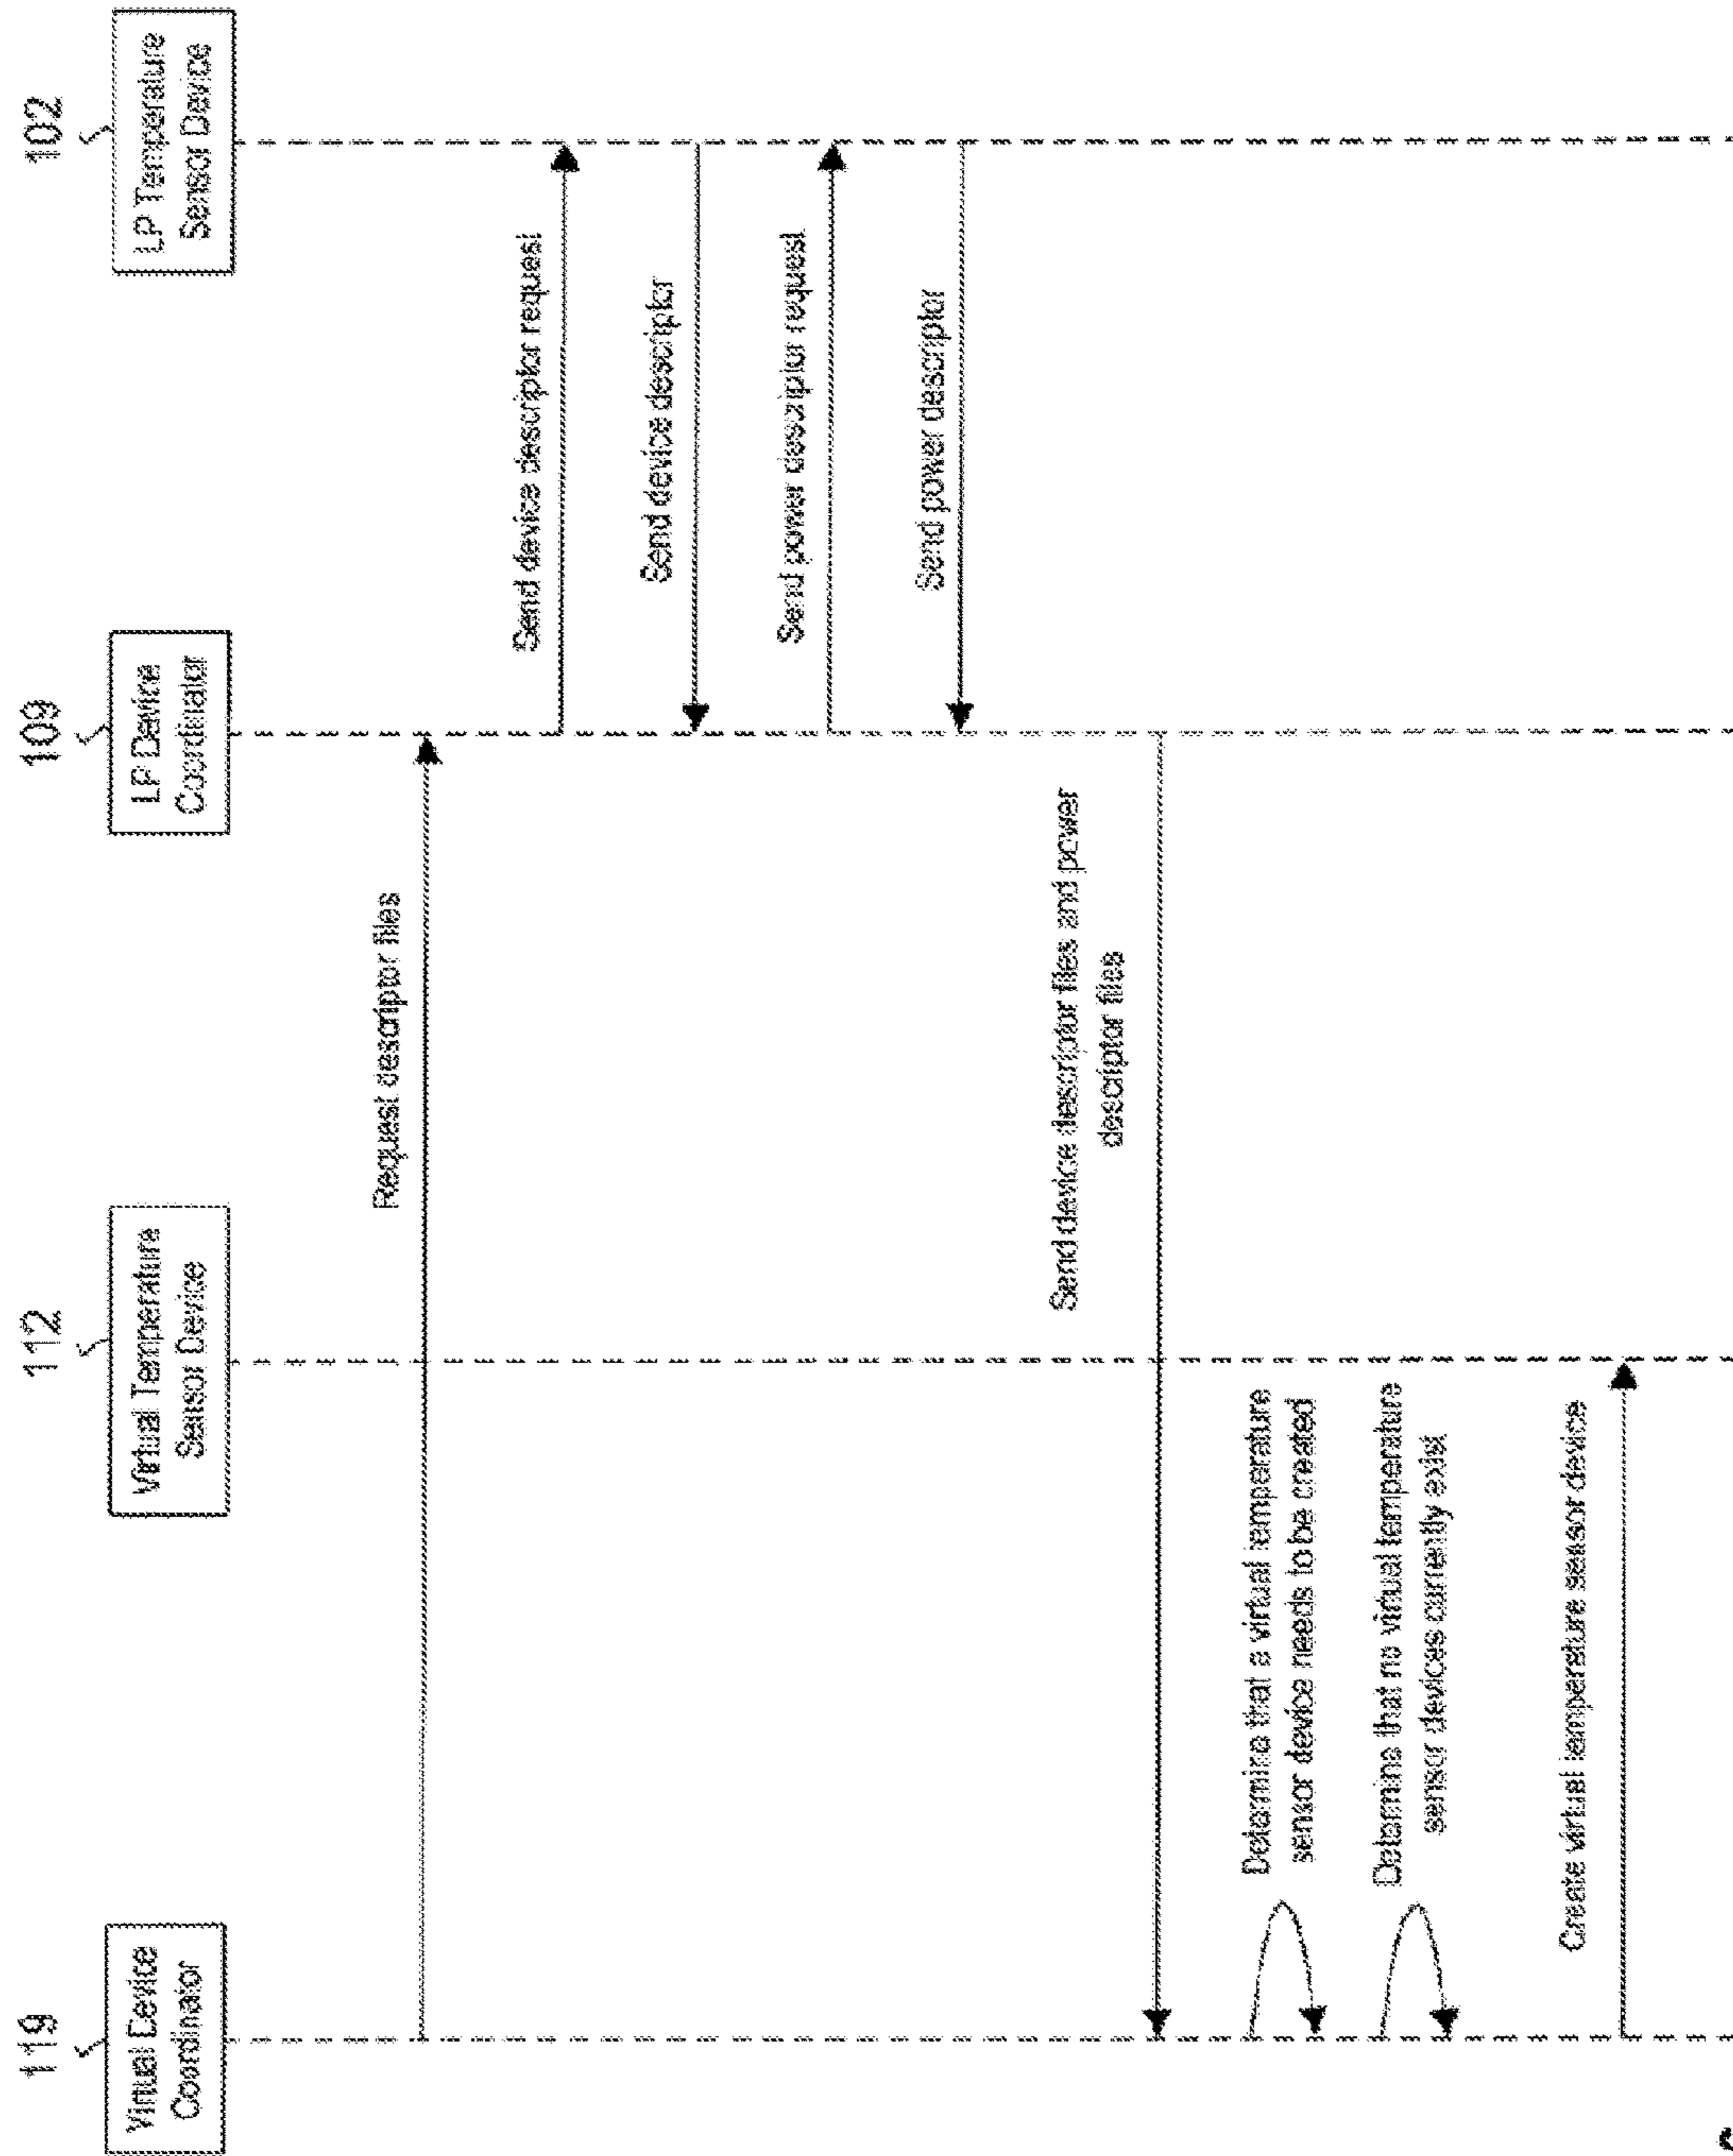 119
Virtual Device
Coordinator
112
Virtual Temperature
Sensor Device
109
LP Device
Coordinator
102
LP Temperature
Sensor Device
Request descriptor files
Send device descriptor request
Send device descriptor
Send power descriptor request
Send power descriptor
Send device descriptor files and power
descriptor files
Determine that a virtual temperature
sensor device needs to be created
Determine that no virtual temperature
sensor devices currently exist
Create virtual temperature sensor device